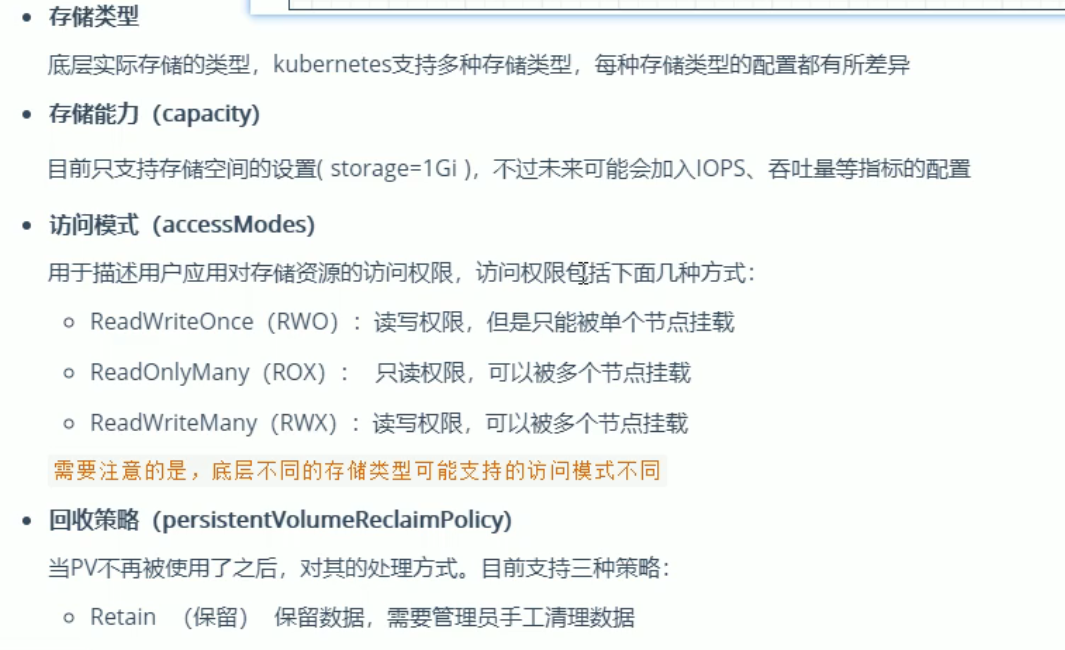 存储类型
底层实际存储的类型，kubernetes支持多种存储类型，每种存储类型的配置都有所差异
存储能力（capacity)
目前只支持存储空间的设置( storage=1Gi )，不过未来可能会加入IOPS、吞吐量等指标的配置
访问模式（accessModes)
用于描述用户应用对存储资源的访问权限，访问权限包括下面几种方式：
ReadWriteOnce（RWO）：读写权限，但是只能被单个节点挂载
ReadOnlyMany（ROX）： 只读权限，可以被多个节点挂载
ReadWriteMany（RWX）：读写权限，可以被多个节点挂载
需要注意的是，底层不同的存储类型可能支持的访问模式不同
回收策略（persistentVolumeReclaimPolicy)
当PV不再被使用了之后，对其的处理方式。目前支持三种策略：
Retain （保留） 保留数据，需要管理员手工清理数据